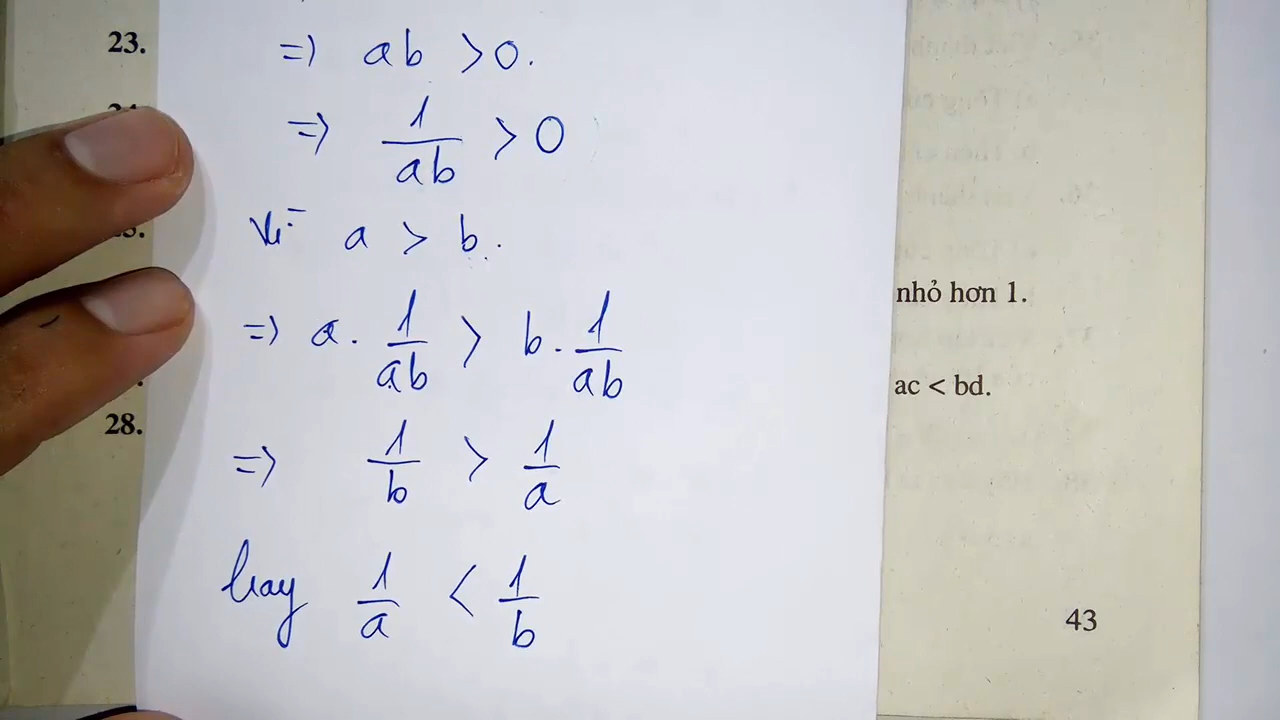 23.
=> ab > 0.
=> 1/ab > 0
Vì a > b.
=> a . 1/ab > b . 1/ab
nhỏ hơn 1.
ac < bd.
28.
=> 1/b > 1/a
hay 1/a < 1/b
43